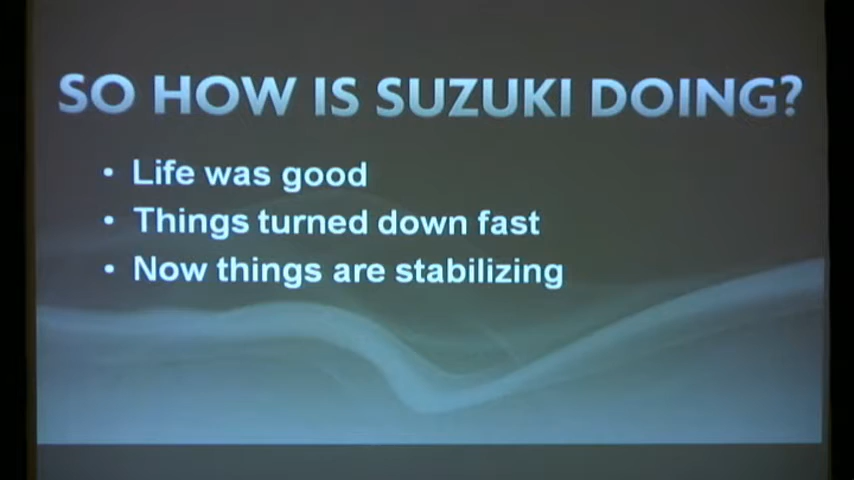 SO HOW IS SUZUKI DOING?
• Life was good
• Things turned down fast
• Now things are stabilizing